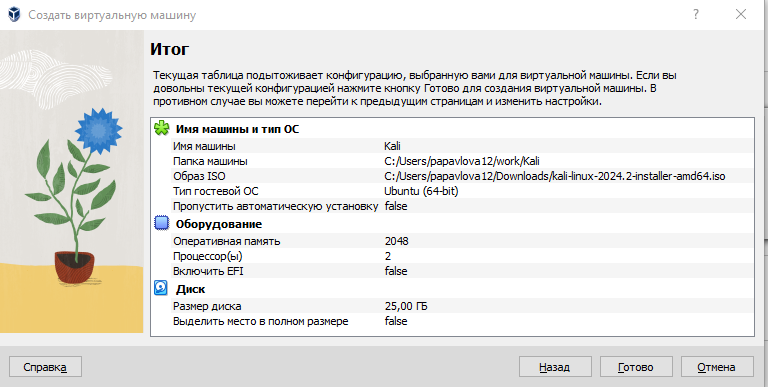 Создать виртуальную машину
Итог
Текущая таблица подытоживает конфигурацию, выбранную вами для виртуальной машины. Если вы
довольны текущей конфигурацией нажмите кнопку Готово для создания виртуальной машины. В
противном случае вы можете перейти к предыдущим страницам и изменить настройки.
Имя машины и тип ОС
Имя машины Kali
Папка машины C:/Users/papavlova12/work/Kali
Образ ISO C:/Users/papavlova12/Downloads/kali-linux-2024.2-installer-amd64.iso
Тип гостевой ОС Ubuntu (64-bit)
Пропустить автоматическую установку false
Оборудование
Оперативная память 2048
Процессор(ы) 2
Включить EFI false
Диск
Размер диска 25,00 ГБ
Выделить место в полном размере false
Справка Назад Готово Отмена